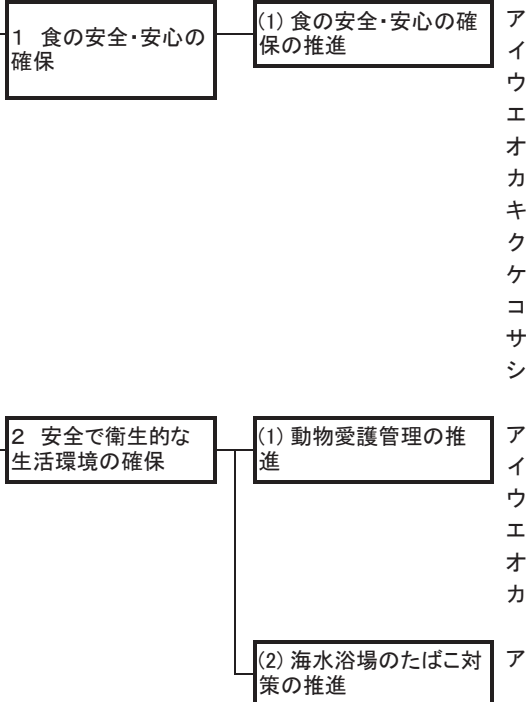 1　食の安全・安心の
確保
(1) 食の安全・安心の確
保の推進
ア
イ
ウ
エ
オ
カ
キ
ク
ケ
コ
サ
シ
2　安全で衛生的な
生活環境の確保
(1) 動物愛護管理の推
進
ア
イ
ウ
エ
オ
カ
(2) 海水浴場のたばこ対
策の推進
ア